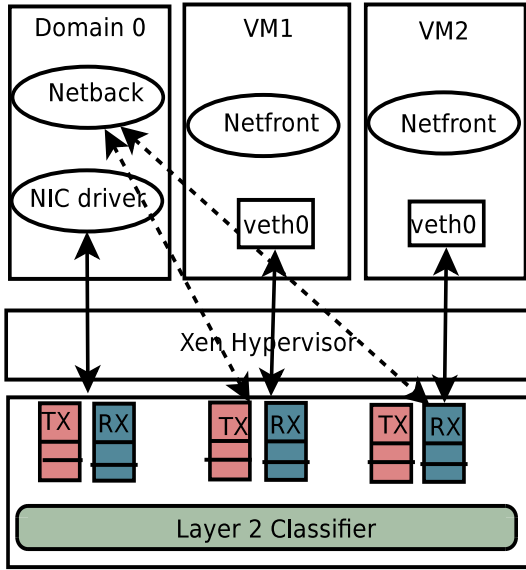 Domain 0
VM1
VM2
Netback
Netfront
Netfront
NIC driver
veth0
veth0
Xen Hypervisor
TX
RX
TX
RX
TX
RX
Layer 2 Classifier